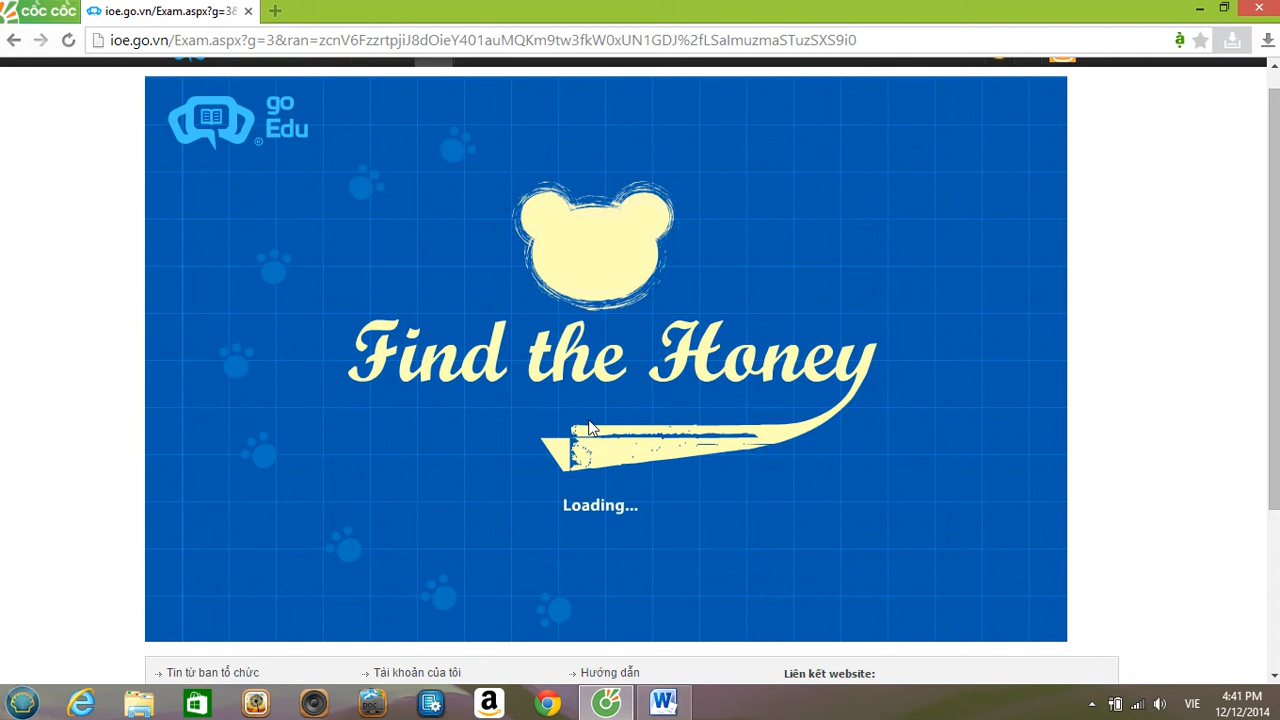 cốc cốc
ioe.go.vn/Exam.aspx?g=3&
ioe.go.vn/Exam.aspx?g=3&ran=zcnV6FzzrtpjiJ8dOieY401auMQKm9tw3fkW0xUN1GDJ%2fLSaImuzmaSTuzSXS9i0
go
Edu
Find the Honey
Loading...
Tin từ ban tổ chức
Tài khoản của tôi
Hướng dẫn
Liên kết website:
VIE
4:41 PM
12/12/2014